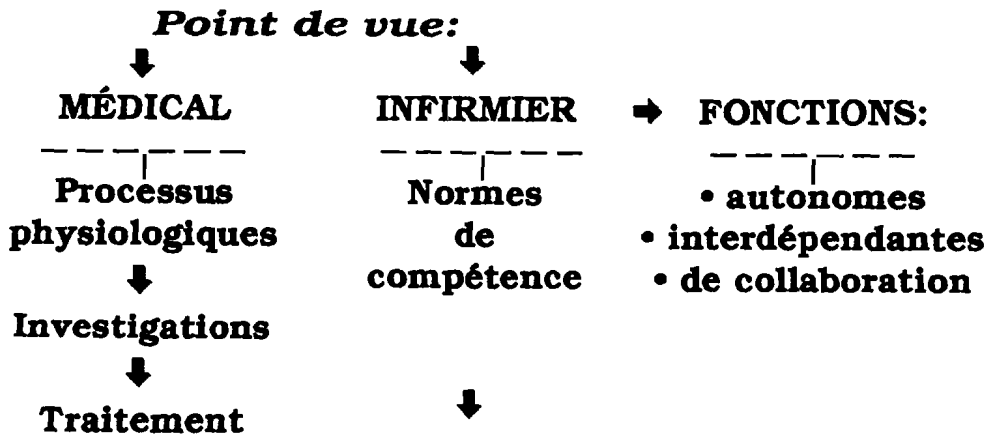 Point de vue:
MÉDICAL
Processus
physiologiques
Investigations
Traitement
INFIRMIER
Normes
de
compétence
FONCTIONS:
• autonomes
• interdépendantes
• de collaboration